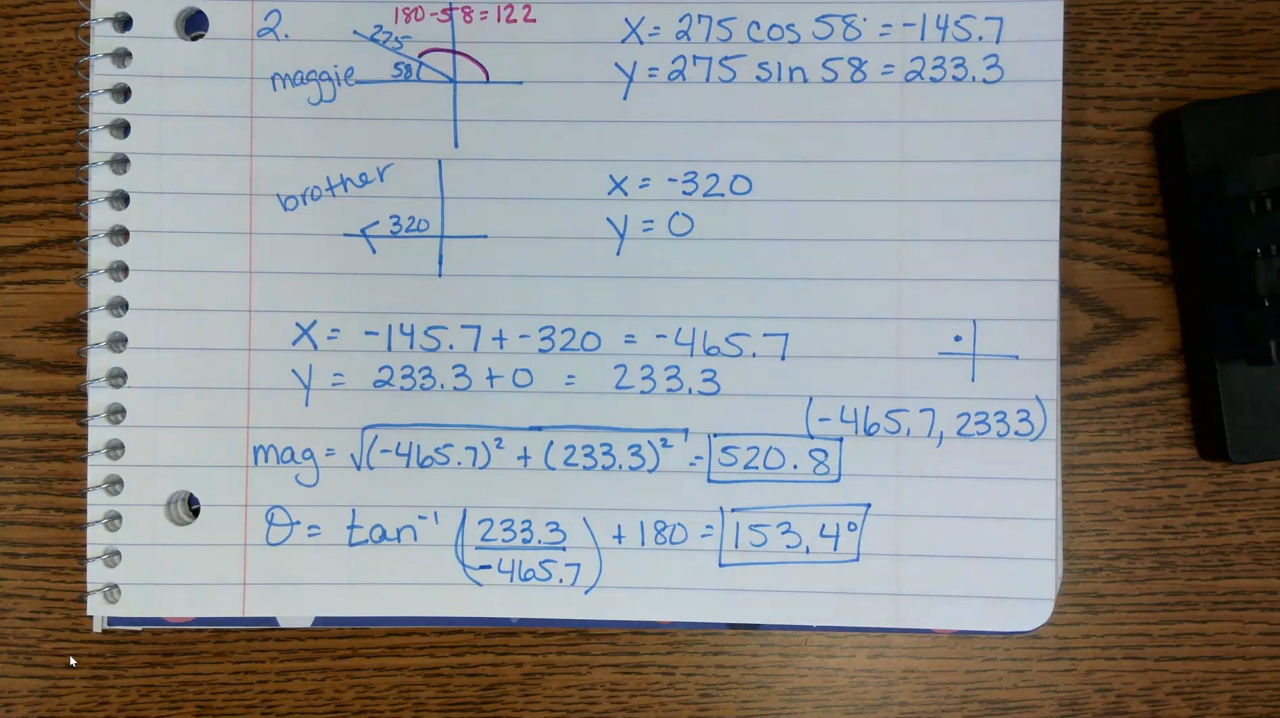 2.
180-58=122
275
58
maggie
x = 275 cos 58 = -145.7
y = 275 sin 58 = 233.3
brother
320
x = -320
y = 0
x = -145.7 + -320 = -465.7
y = 233.3 + 0 = 233.3
(-465.7, 2333)
mag = √(-465.7)² + (233.3)² = 520.8
θ = tan⁻¹ (233.3 / -465.7) + 180 = 153.4°